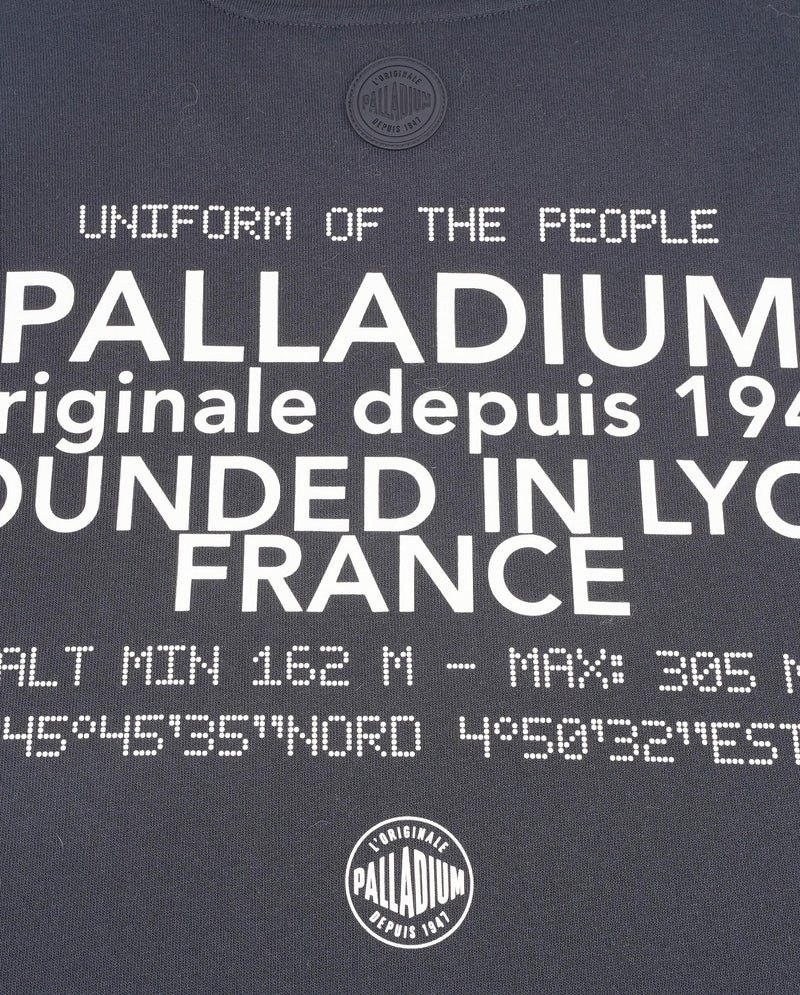 L'ORIGINALE
PALLADIUM
DEPUIS 1947
UNIFORM OF THE PEOPLE
PALLADIUM
riginale depuis 194
OUNDED IN LYO
FRANCE
ALT MIN 162 M - MAX: 305 M
45°45'35"NORD 4°50'32"EST
L'ORIGINALE
PALLADIUM
DEPUIS 1947